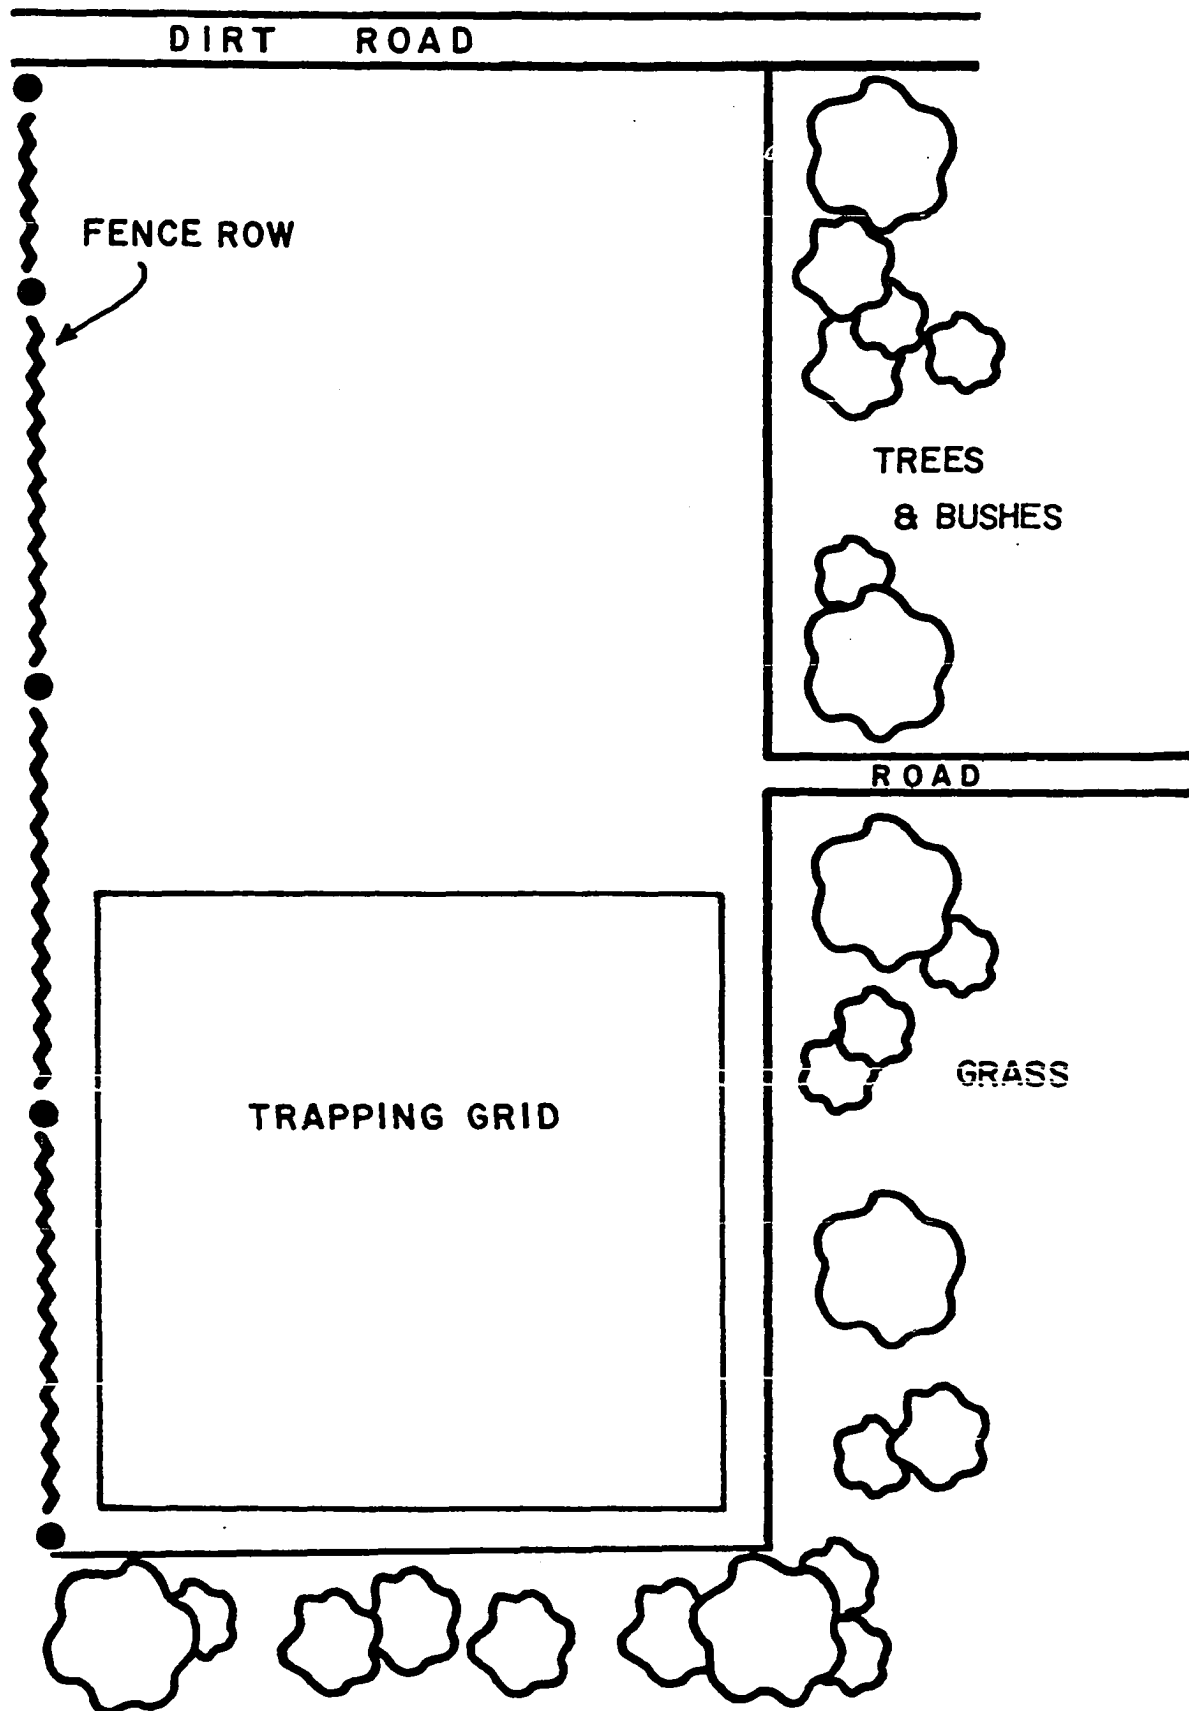 DIRT ROAD
FENCE ROW
TREES
& BUSHES
ROAD
GRASS
TRAPPING GRID